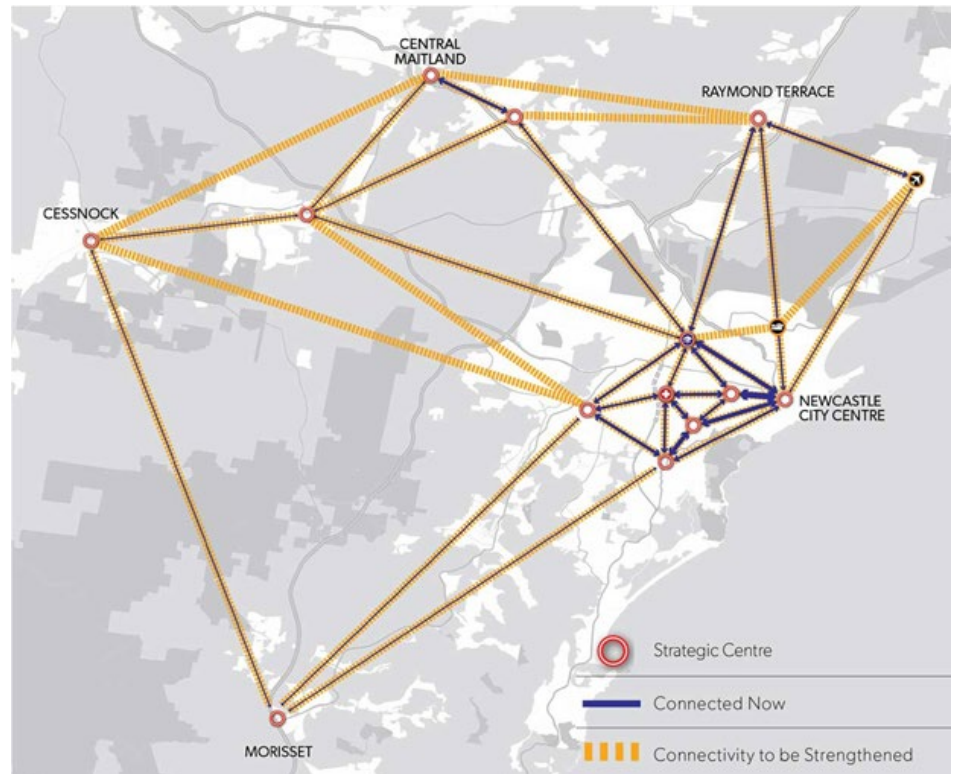 CENTRAL
MAITLAND
RAYMOND TERRACE
CESSNOCK
NEWCASTLE
CITY CENTRE
MORISSET
Strategic Centre
Connected Now
Connectivity to be Strengthened